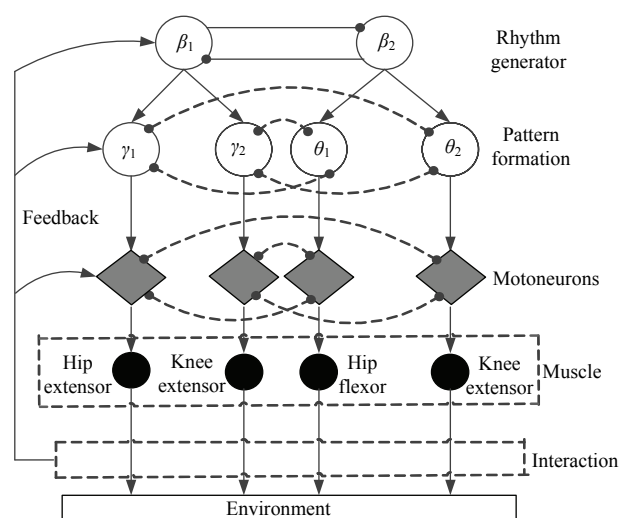 β1
β2
Rhythm
generator
γ1
γ2
θ1
θ2
Pattern
formation
Feedback
Motoneurons
Hip
extensor
Knee
extensor
Hip
flexor
Knee
extensor
Muscle
Interaction
Environment